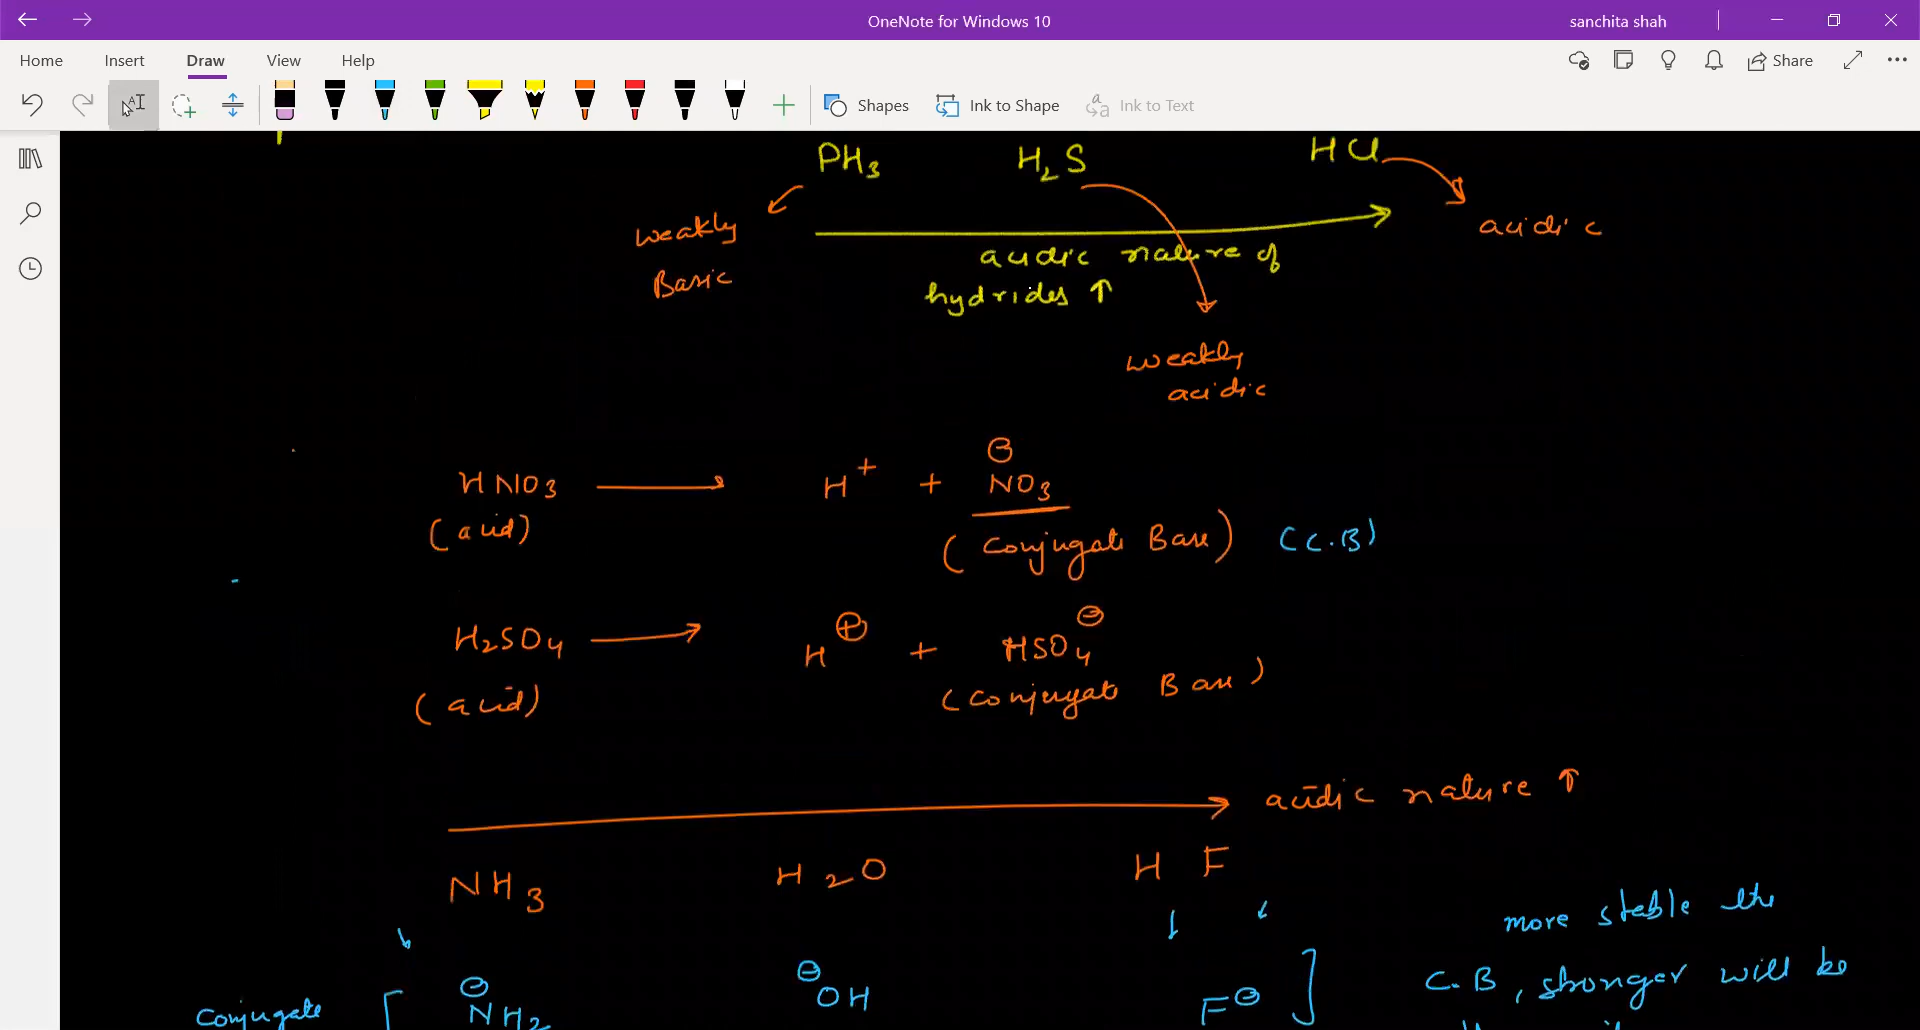 OneNote for Windows 10
sanchita shah
Home Insert Draw View Help
Share
Shapes Ink to Shape Ink to Text
PH3 H2S HCl
weakly
Basic
acidic
acidic nature of
hydrides ↑
weakly
acidic
HNO3 ⟶ H+ + NO3⊖
(acid)
(Conjugate Base) (C.B)
H2SO4 ⟶ H⊕ + HSO4⊖
(acid)
(Conjugate Base)
acidic nature ↑
NH3 H2O HF
more stable the
C.B, stronger will be
Conjugate [ ⊖NH2 ⊖OH F⊖ ]